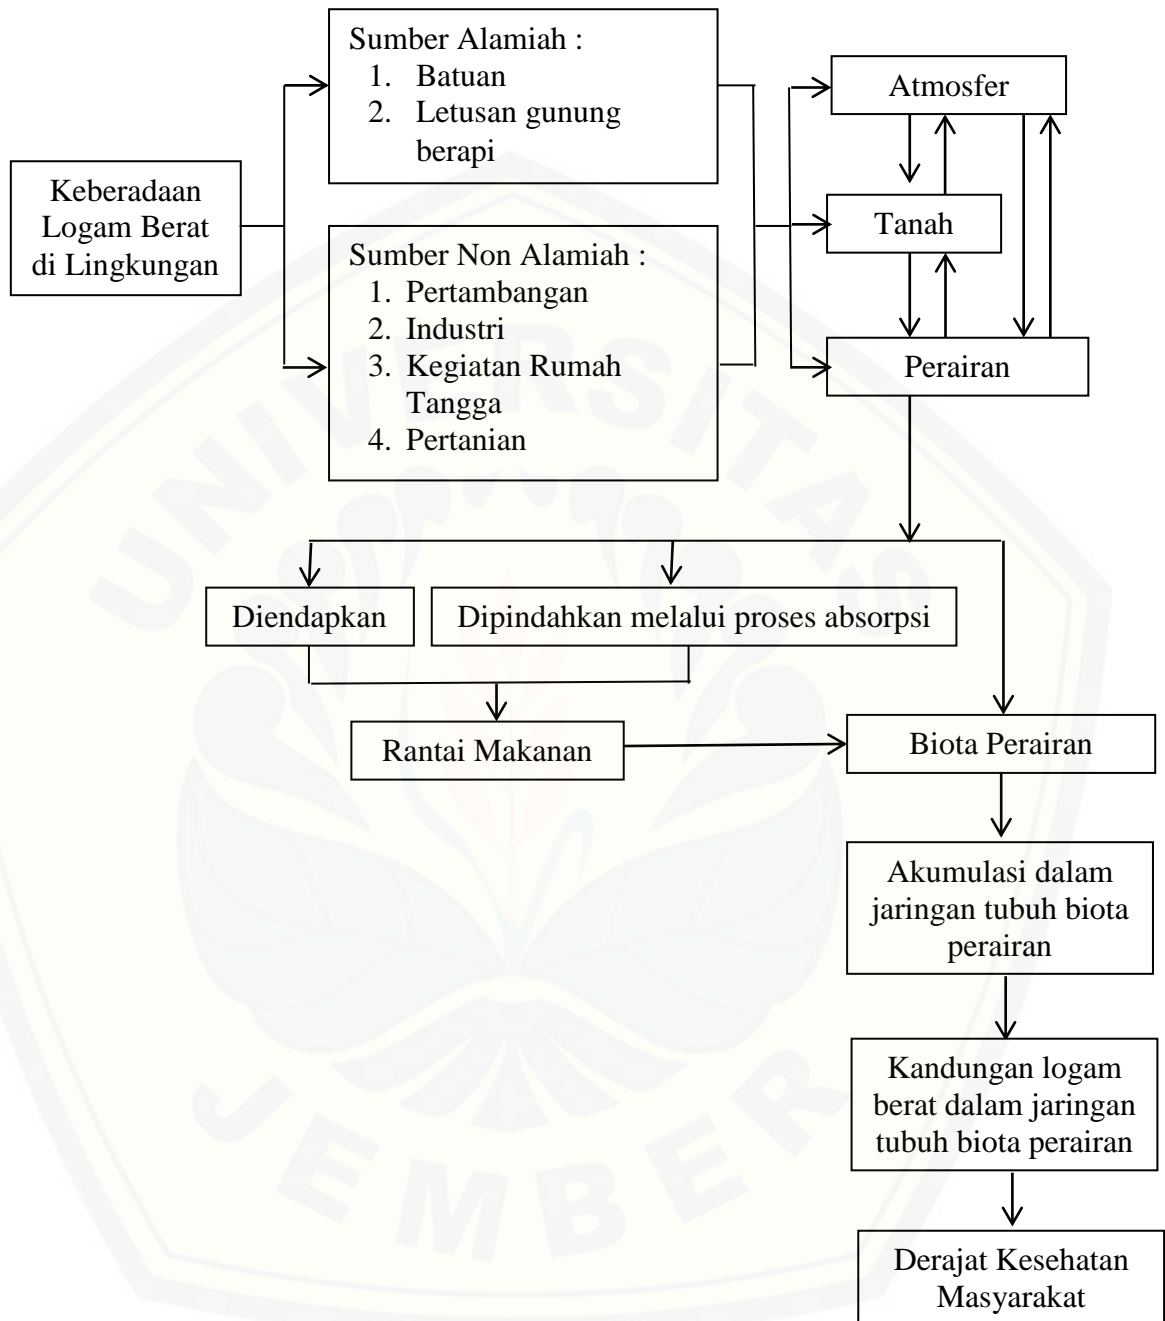 Sumber Alamiah :
1. Batuan
2. Letusan gunung
berapi
Atmosfer
Keberadaan
Logam Berat
di Lingkungan
Tanah
Sumber Non Alamiah :
1. Pertambangan
2. Industri
3. Kegiatan Rumah
Tangga
4. Pertanian
Perairan
Diendapkan
Dipindahkan melalui proses absorpsi
Rantai Makanan
Biota Perairan
Akumulasi dalam
jaringan tubuh biota
perairan
Kandungan logam
berat dalam jaringan
tubuh biota perairan
Derajat Kesehatan
Masyarakat
UNIVERSITAS
JEMBER